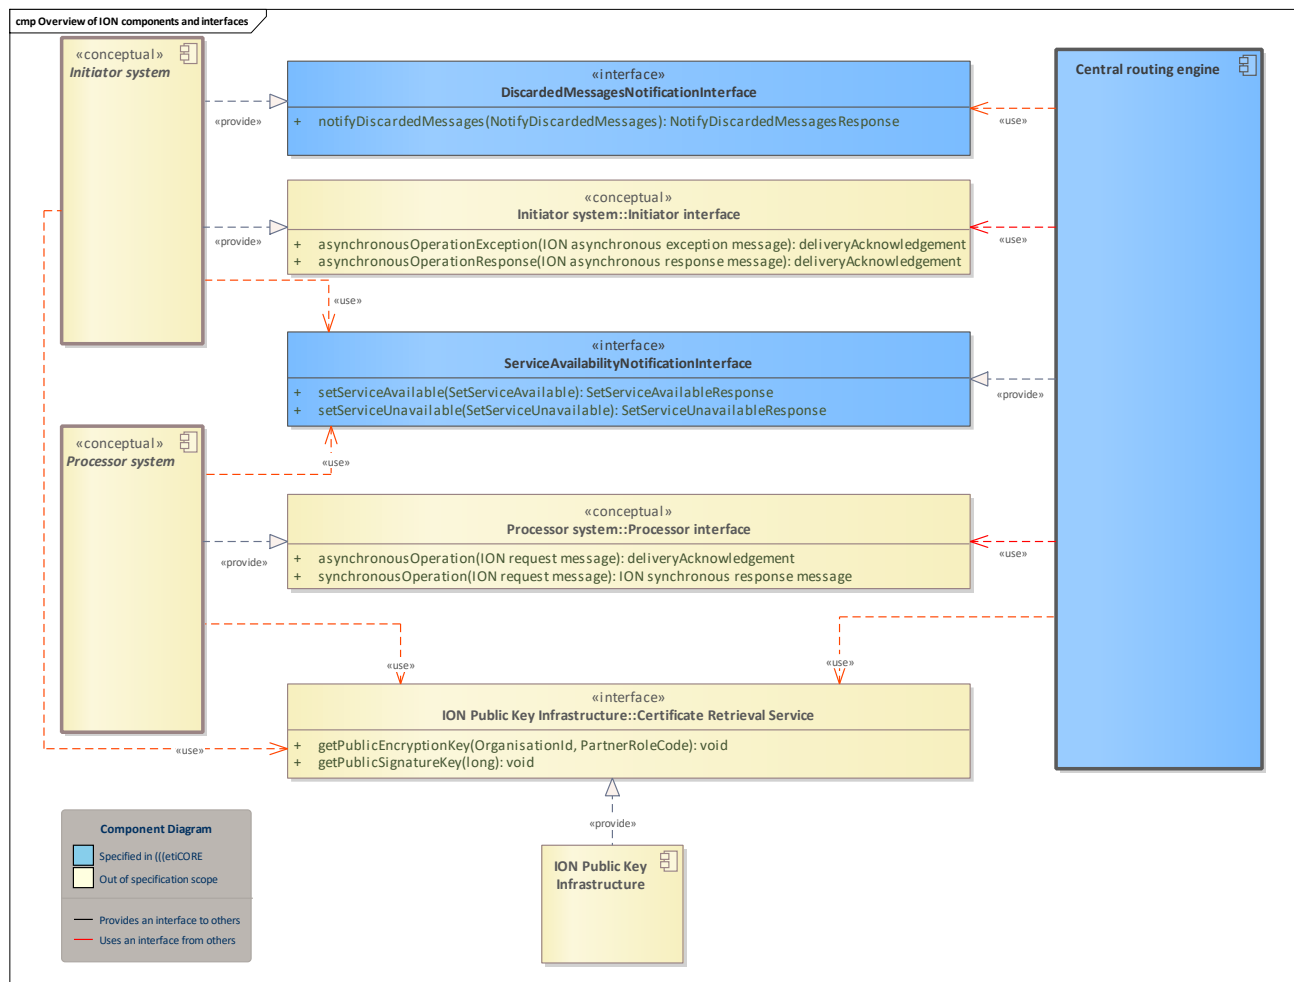 cmp Overview of ION components and interfaces
«conceptual»
Initiator system
«provide»
«interface»
DiscardedMessagesNotificationInterface
+ notifyDiscardedMessages(NotifyDiscardedMessages): NotifyDiscardedMessagesResponse
«use»
Central routing engine
«provide»
«conceptual»
Initiator system::Initiator interface
+ asynchronousOperationException(ION asynchronous exception message): deliveryAcknowledgement
+ asynchronousOperationResponse(ION asynchronous response message): deliveryAcknowledgement
«use»
«use»
«interface»
ServiceAvailabilityNotificationInterface
+ setServiceAvailable(SetServiceAvailable): SetServiceAvailableResponse
+ setServiceUnavailable(SetServiceUnavailable): SetServiceUnavailableResponse
«provide»
«conceptual»
Processor system
«use»
«provide»
«conceptual»
Processor system::Processor interface
+ asynchronousOperation(ION request message): deliveryAcknowledgement
+ synchronousOperation(ION request message): ION synchronous response message
«use»
«use»
«use»
«use»
«interface»
ION Public Key Infrastructure::Certificate Retrieval Service
+ getPublicEncryptionKey(OrganisationId, PartnerRoleCode): void
+ getPublicSignatureKey(long): void
«provide»
ION Public Key
Infrastructure
Component Diagram
Specified in (((etiCORE
Out of specification scope
Provides an interface to others
Uses an interface from others